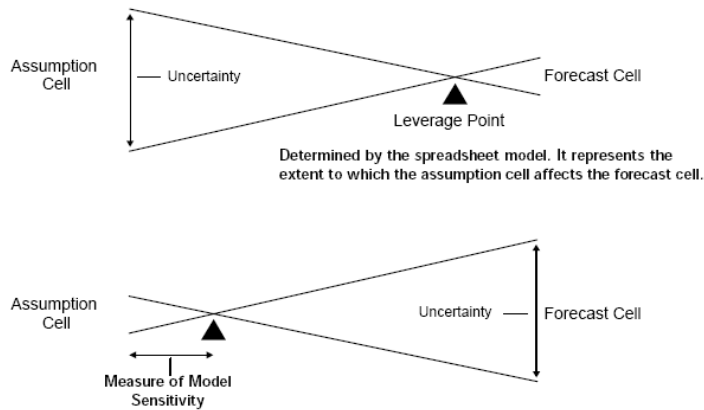 Assumption
Cell
Uncertainty
Forecast Cell
Leverage Point
Determined by the spreadsheet model. It represents the
extent to which the assumption cell affects the forecast cell.
Assumption
Cell
Uncertainty
Forecast Cell
Measure of Model
Sensitivity